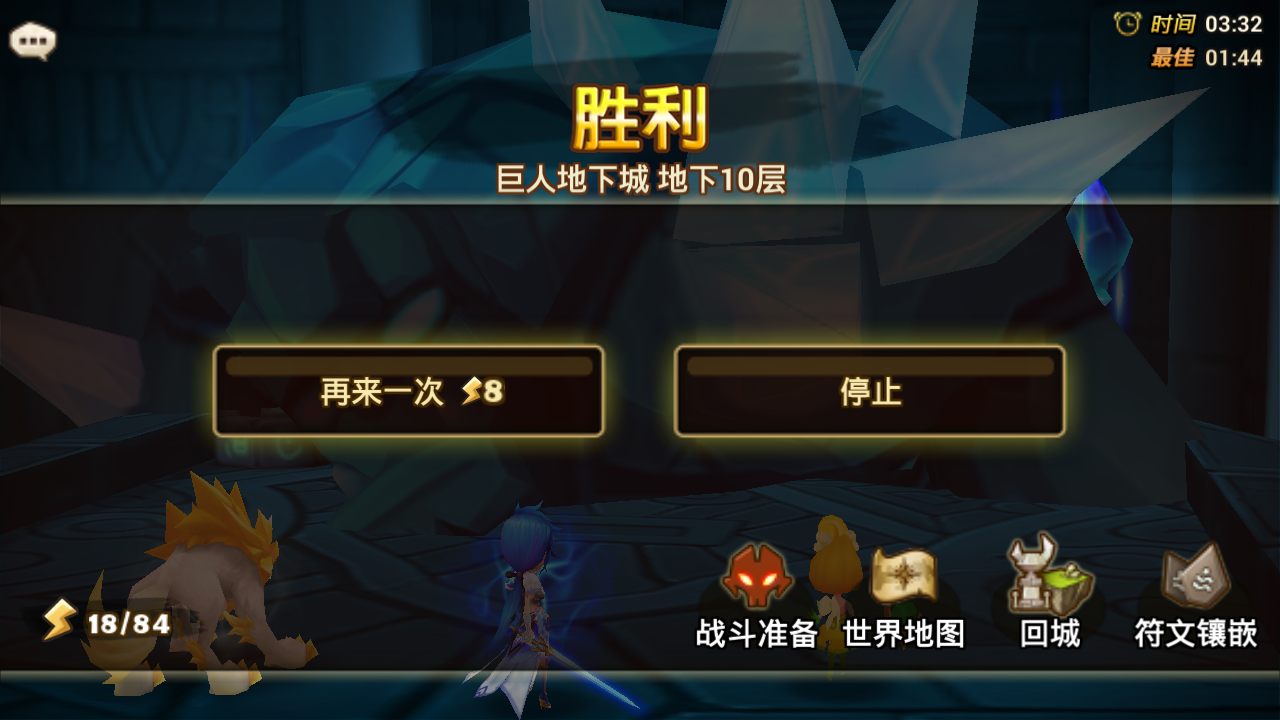 时间 03:32
最佳 01:44
胜利
巨人地下城 地下10层
再来一次 8
停止
18/84
战斗准备 世界地图 回城 符文镶嵌